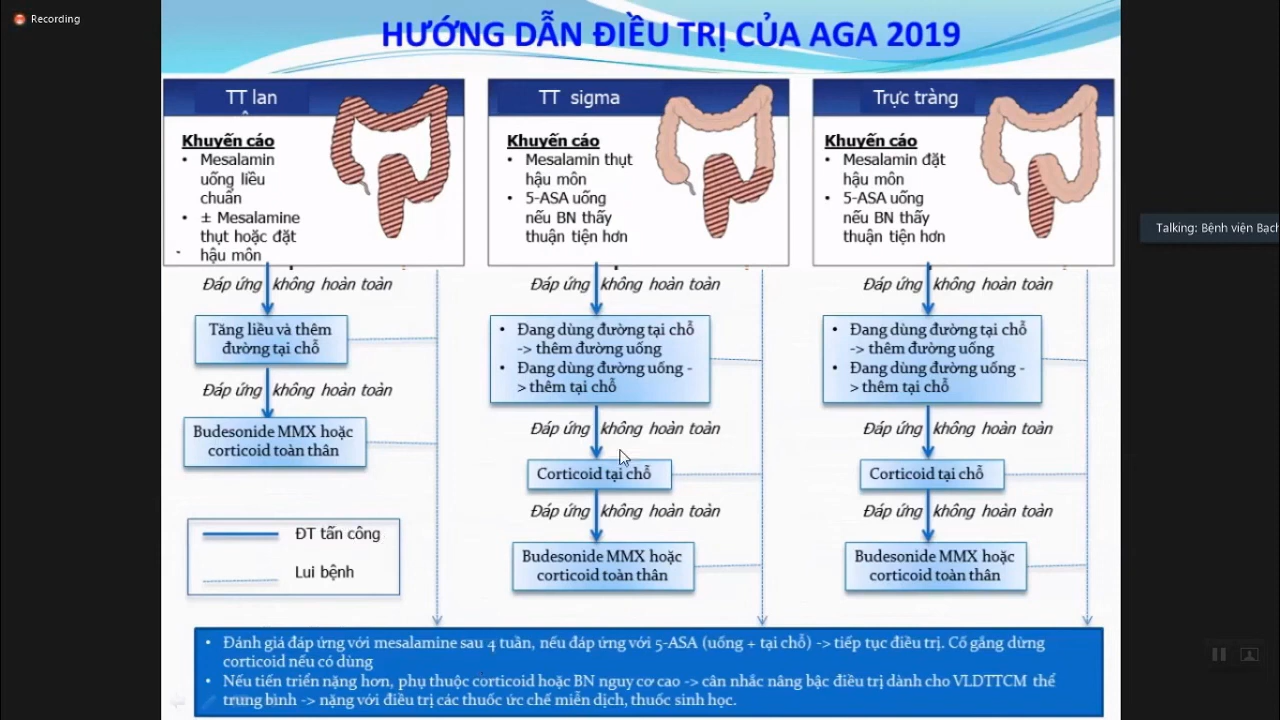 Recording
HƯỚNG DẪN ĐIỀU TRỊ CỦA AGA 2019
TT lan
Khuyến cáo
• Mesalamin
uống liều
chuẩn
• ± Mesalamine
thụt hoặc đặt
hậu môn
TT sigma
Khuyến cáo
• Mesalamin thụt
hậu môn
• 5-ASA uống
nếu BN thấy
thuận tiện hơn
Trực tràng
Khuyến cáo
• Mesalamin đặt
hậu môn
• 5-ASA uống
nếu BN thấy
thuận tiện hơn
Talking: Bệnh viện Bạch
Đáp ứng không hoàn toàn
Tăng liều và thêm
đường tại chỗ
Đáp ứng không hoàn toàn
Budesonide MMX hoặc
corticoid toàn thân
Đáp ứng không hoàn toàn
• Đang dùng đường tại chỗ
-> thêm đường uống
• Đang dùng đường uống -
> thêm tại chỗ
Đáp ứng không hoàn toàn
Corticoid tại chỗ
Đáp ứng không hoàn toàn
Budesonide MMX hoặc
corticoid toàn thân
Đáp ứng không hoàn toàn
• Đang dùng đường tại chỗ
-> thêm đường uống
• Đang dùng đường uống -
> thêm tại chỗ
Đáp ứng không hoàn toàn
Corticoid tại chỗ
Đáp ứng không hoàn toàn
Budesonide MMX hoặc
corticoid toàn thân
ĐT tấn công
Lui bệnh
• Đánh giá đáp ứng với mesalamine sau 4 tuần, nếu đáp ứng với 5-ASA (uống + tại chỗ) -> tiếp tục điều trị. Cố gắng dừng
corticoid nếu có dùng
• Nếu tiến triển nặng hơn, phụ thuộc corticoid hoặc BN nguy cơ cao -> cân nhắc nâng bậc điều trị dành cho VLDTTCM thể
trung bình -> nặng với điều trị các thuốc ức chế miễn dịch, thuốc sinh học.